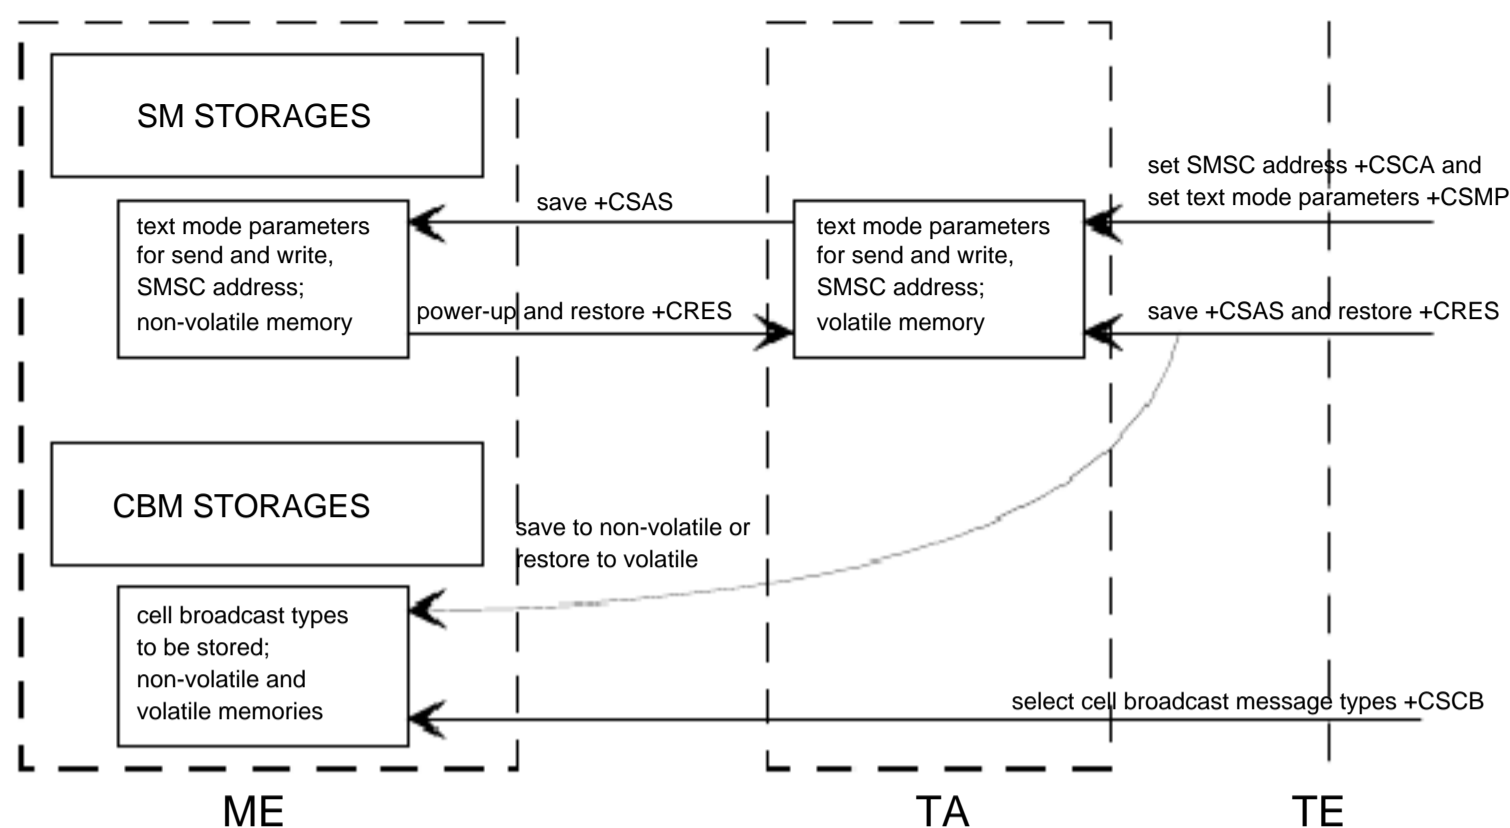 SM STORAGES
set SMSC address +CSCA and
set text mode parameters +CSMP
save +CSAS
text mode parameters
for send and write,
SMSC address;
non-volatile memory
text mode parameters
for send and write,
SMSC address;
volatile memory
power-up and restore +CRES
save +CSAS and restore +CRES
CBM STORAGES
save to non-volatile or
restore to volatile
cell broadcast types
to be stored;
non-volatile and
volatile memories
select cell broadcast message types +CSCB
ME
TA
TE